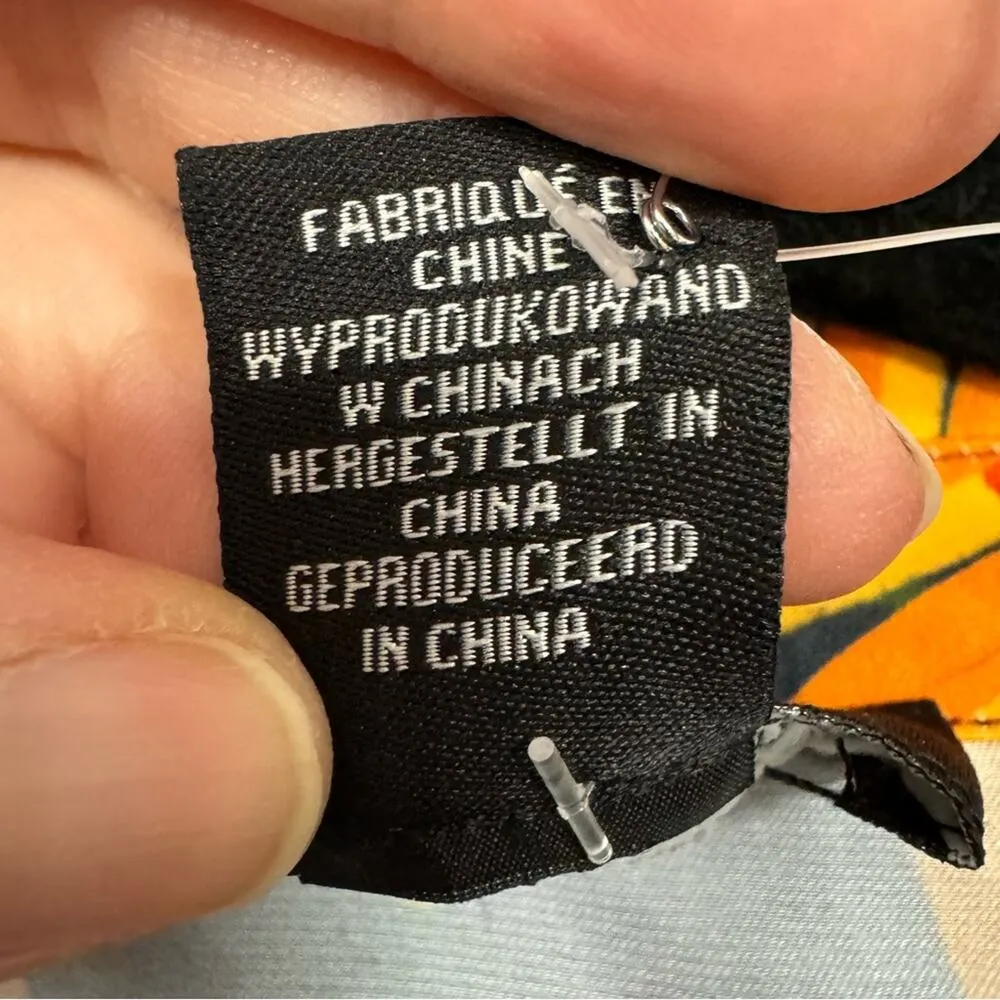 FABRIQUÉ EN
CHINE
WYPRODUKOWANO
W CHINACH
HERGESTELLT IN
CHINA
GEPRODUCEERD
IN CHINA